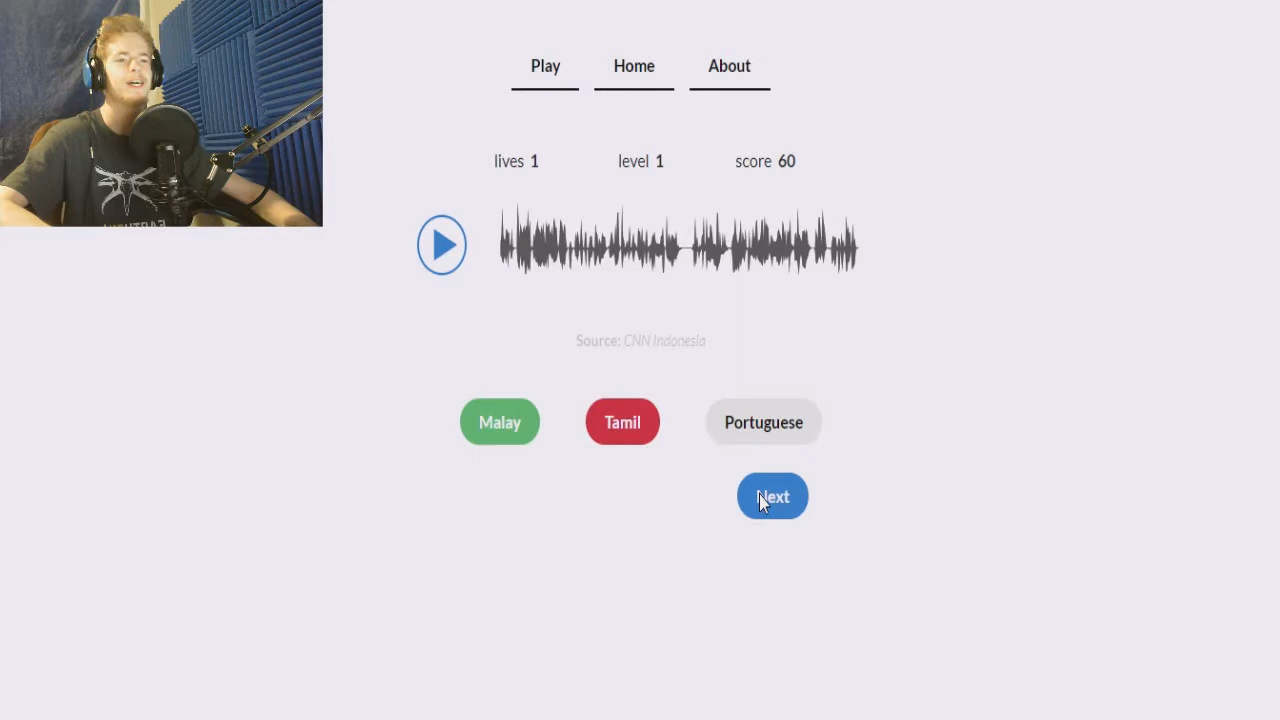 Play Home About
lives 1 level 1 score 60
Source: CNN Indonesia
Malay Tamil Portuguese
Next